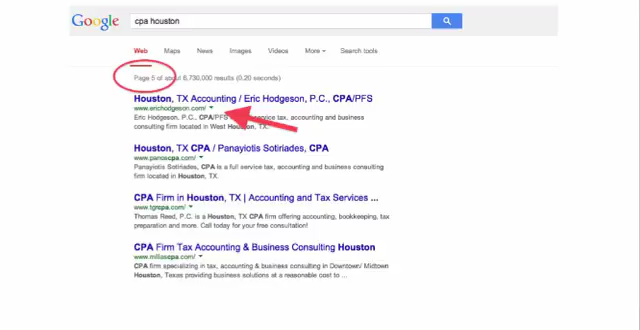 Google cpa houston
Web Maps News Images Videos More Search tools
Page 5 of about 6,730,000 results (0.20 seconds)
Houston, TX Accounting / Eric Hodgeson, P.C., CPA/PFS
www.erichodgeson.com/
Eric Hodgeson, P.C., CPA/PFS service tax, accounting and business
consulting firm located in West Houston, TX.
Houston, TX CPA / Panayiotis Sotiriades, CPA
www.panoscpa.com/
Panayiotis Sotiriades, CPA is a full service tax, accounting and business consulting
firm located in Houston, TX.
CPA Firm in Houston, TX | Accounting and Tax Services ...
www.tgrcpa.com/
Thomas Reed, P.C. is a Houston, TX CPA firm offering accounting, bookkeeping, tax
preparation and more. Call today for your free consultation!
CPA Firm Tax Accounting & Business Consulting Houston
www.millascpa.com/
CPA firm specializing in tax, accounting & business consulting in Downtown/ Midtown
Houston, Texas providing business solutions at a reasonable cost to ...